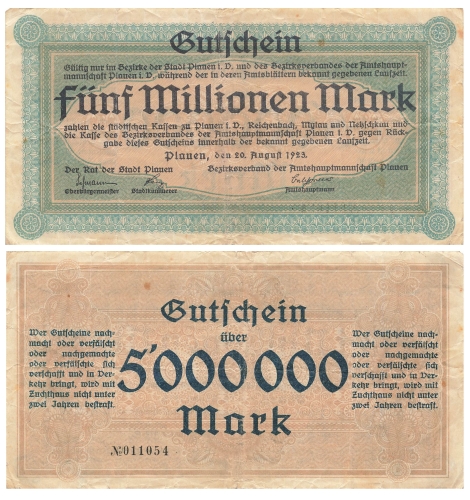 Gutschein
Gültig nur im Bezirke der Stadt Plauen i. V. und des Bezirksverbandes der Amtshaupt-
mannschaft Plauen i. V. während der in deren Amtsblättern bekannt gegebenen Laufzeit.
Fünf Millionen Mark
zahlen die städtischen Kassen zu Plauen i. V., Reichenbach, Mylau und Netzschkau und
die Kasse des Bezirksverbandes der Amtshauptmannschaft Plauen i. V. gegen Rück-
gabe dieses Gutscheins innerhalb der bekannt gegebenen Laufzeit.
Plauen, den 20. August 1923.
Der Rat der Stadt Plauen Bezirksverband der Amtshauptmannschaft Plauen
Oberbürgermeister Stadtkämmerer Amtshauptmann
Gutschein
über
5'000000
Mark
Wer Gutscheine nach-
macht oder verfälscht
oder nachgemachte
oder verfälschte sich
verschafft und in Ver-
kehr bringt, wird mit
Zuchthaus nicht unter
zwei Jahren bestraft.
Wer Gutscheine nach-
macht oder verfälscht
oder nachgemachte
oder verfälschte sich
verschafft und in Ver-
kehr bringt, wird mit
Zuchthaus nicht unter
zwei Jahren bestraft.
№011054